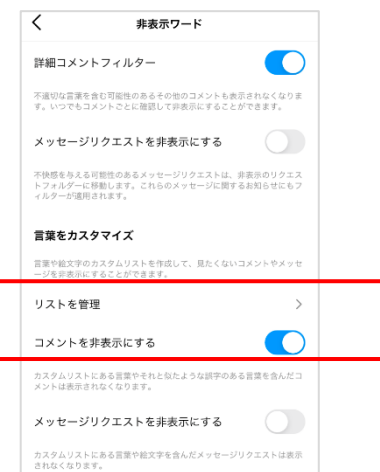 非表示ワード
詳細コメントフィルター
不適切な言葉を含む可能性のあるその他のコメントも表示されなくなりま
す。いつでもコメントごとに確認して非表示にすることができます。
メッセージリクエストを非表示にする
不快感を与える可能性のあるメッセージリクエストは、非表示のリクエス
トフォルダーに移動します。これらのメッセージに関するお知らせにもフ
ィルターが適用されます。
言葉をカスタマイズ
言葉や絵文字のカスタムリストを作成して、見たくないコメントやメッセ
ージを非表示にすることができます。
リストを管理
コメントを非表示にする
カスタムリストにある言葉やそれと似たような誤字のある言葉を含んだコ
メントは表示されなくなります。
メッセージリクエストを非表示にする
カスタムリストにある言葉や絵文字を含んだメッセージリクエストは表示
されなくなります。